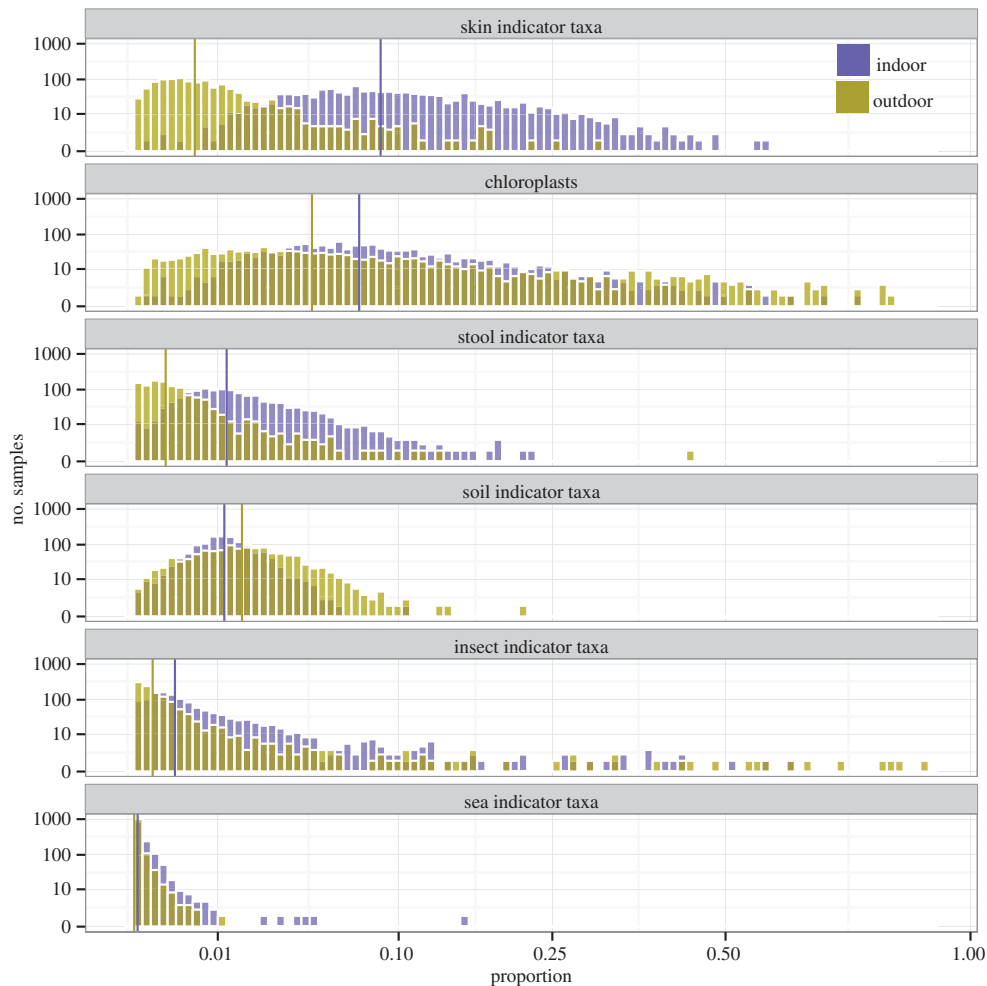 skin indicator taxa
1000
100
10
0
indoor
outdoor
chloroplasts
1000
100
10
0
stool indicator taxa
1000
100
10
0
no. samples
soil indicator taxa
1000
100
10
0
insect indicator taxa
1000
100
10
0
sea indicator taxa
1000
100
10
0
0.01 0.10 0.25 0.50 1.00
proportion